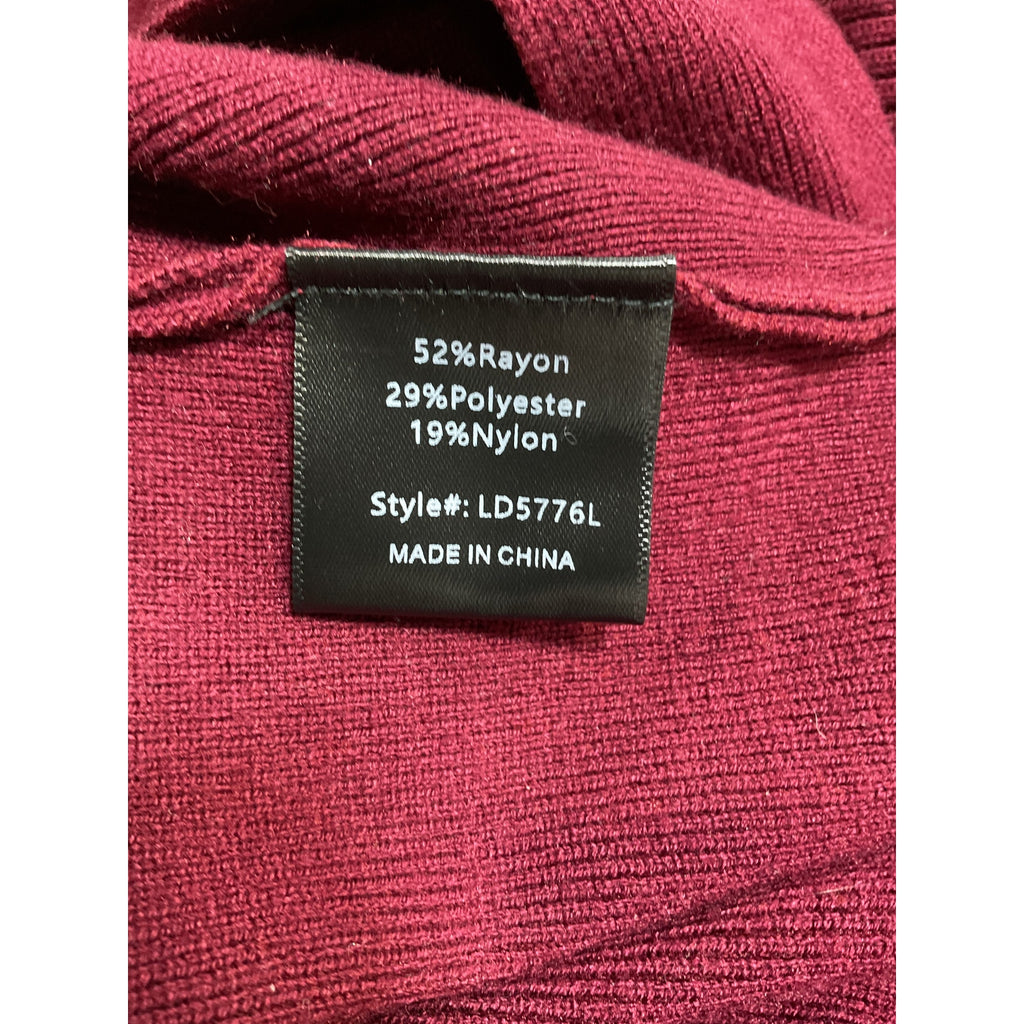 52%Rayon
29%Polyester
19%Nylon
Style#: LD5776L
MADE IN CHINA